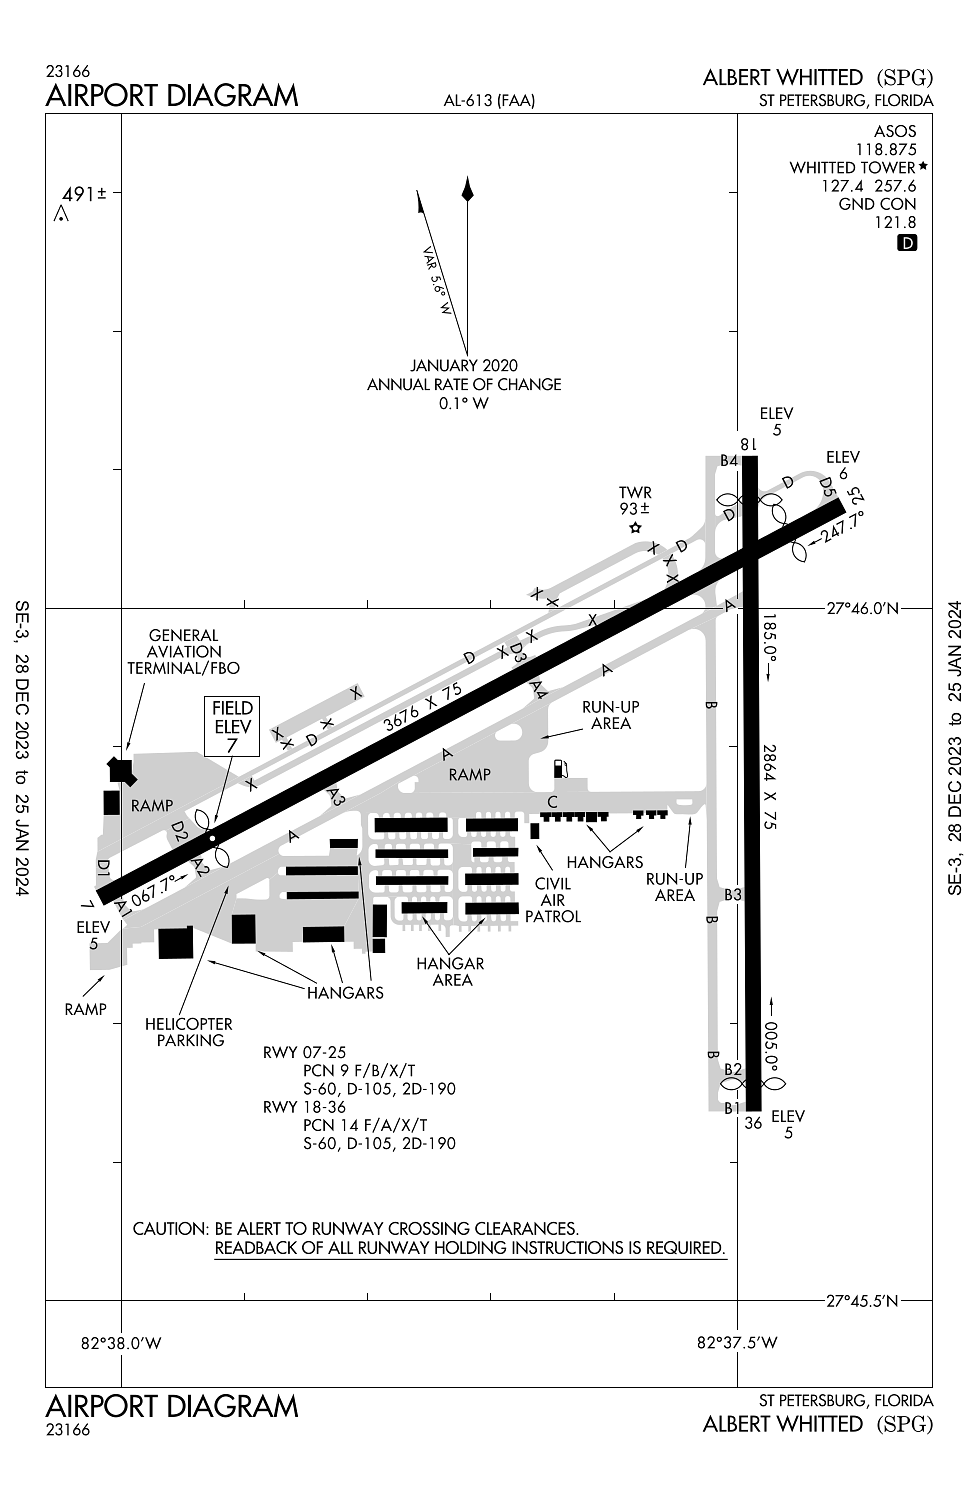 23166
AIRPORT DIAGRAM
AL-613 (FAA)
ALBERT WHITTED (SPG)
ST PETERSBURG, FLORIDA
ASOS
118.875
WHITTED TOWER★
127.4 257.6
GND CON
121.8
D
491±
VAR 5.6° W
JANUARY 2020
ANNUAL RATE OF CHANGE
0.1° W
ELEV
5
18
B4
ELEV
6
D
D5
25
TWR
93±
D
247.7°
X
D
X
X
X
X
27°46.0'N
A
X
185.0°
GENERAL
AVIATION
TERMINAL/FBO
X
D3
X
D
A
A4
X
3676 X 75
FIELD
ELEV
7
RUN-UP
AREA
B
X
X
X
D
A
RAMP
2864 X 75
X
A3
RAMP
C
D2
A
HANGARS
A2
D1
067.7°
CIVIL
AIR
PATROL
RUN-UP
AREA
B3
7
A1
B
ELEV
5
HANGAR
AREA
HANGARS
RAMP
HELICOPTER
PARKING
005.0°
RWY 07-25
PCN 9 F/B/X/T
S-60, D-105, 2D-190
RWY 18-36
PCN 14 F/A/X/T
S-60, D-105, 2D-190
B
B2
B1
36
ELEV
5
CAUTION: BE ALERT TO RUNWAY CROSSING CLEARANCES.
READBACK OF ALL RUNWAY HOLDING INSTRUCTIONS IS REQUIRED.
27°45.5'N
82°38.0'W
82°37.5'W
AIRPORT DIAGRAM
23166
ST PETERSBURG, FLORIDA
ALBERT WHITTED (SPG)
SE-3, 28 DEC 2023 to 25 JAN 2024
SE-3, 28 DEC 2023 to 25 JAN 2024